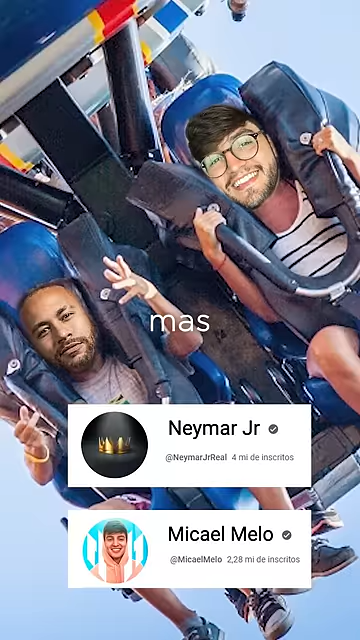 mas
Neymar Jr
@NeymarJrReal 4 mi de inscritos
Micael Melo
@MicaelMelo 2,28 mi de inscritos